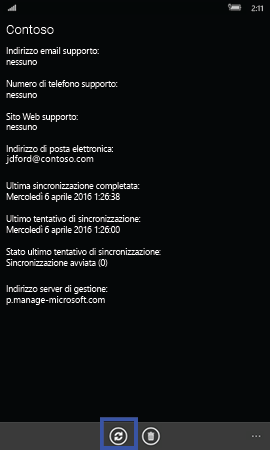 2:11
Contoso
Indirizzo email supporto:
nessuno
Numero di telefono supporto:
nessuno
Sito Web supporto:
nessuno
Indirizzo di posta elettronica:
jdford@contoso.com
Ultima sincronizzazione completata:
Mercoledì 6 aprile 2016 1:26:38
Ultimo tentativo di sincronizzazione:
Mercoledì 6 aprile 2016 1:26:00
Stato ultimo tentativo di sincronizzazione:
Sincronizzazione avviata (0)
Indirizzo server di gestione:
p.manage-microsoft.com